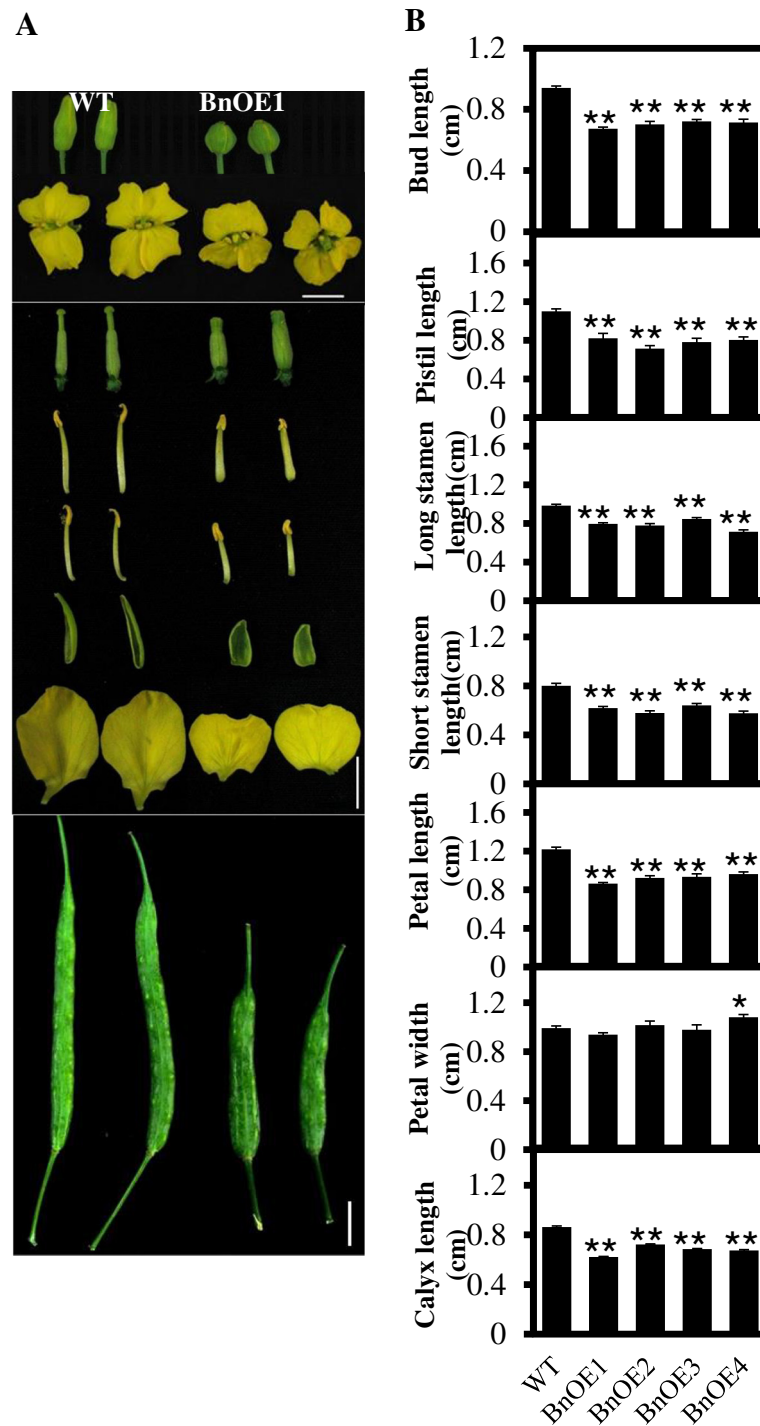 A
WT BnOE1
B
Bud length
(cm)
1.2
0.8
0.4
0
** ** ** **
Pistil length
(cm)
1.6
1.2
0.8
0.4
0
** ** ** **
Long stamen
length(cm)
1.6
1.2
0.8
0.4
0
** ** ** **
Short stamen
length(cm)
1.2
0.8
0.4
0
** ** ** **
Petal length
(cm)
1.6
1.2
0.8
0.4
0
** ** ** **
Petal width
(cm)
1.2
0.8
0.4
0
*
Calyx length
(cm)
1.2
0.8
0.4
0
** ** ** **
WT
BnOE1
BnOE2
BnOE3
BnOE4